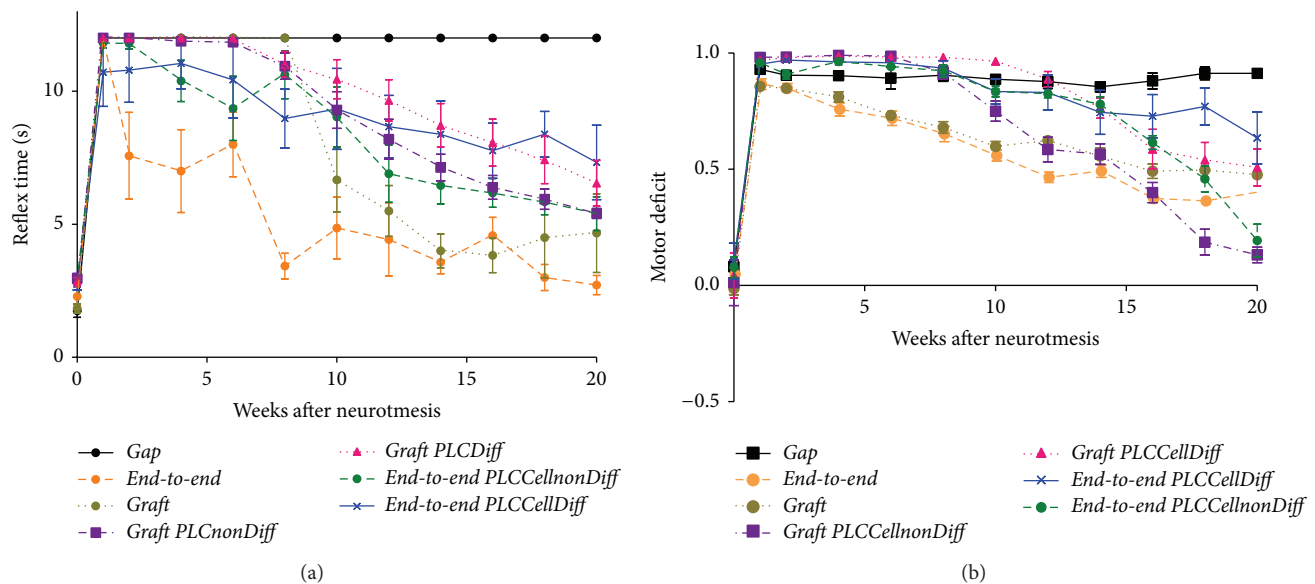 Reflex time (s)
10
5
0
0
5
10
15
20
Weeks after neurotmesis
Gap
End-to-end
Graft
Graft PLCnonDiff
Graft PLCDiff
End-to-end PLCCellnonDiff
End-to-end PLCCellDiff
(a)
Motor deficit
1.0
0.5
0.0
−0.5
5
10
15
20
Weeks after neurotmesis
Gap
End-to-end
Graft
Graft PLCCellnonDiff
Graft PLCCellDiff
End-to-end PLCCellDiff
End-to-end PLCCellnonDiff
(b)